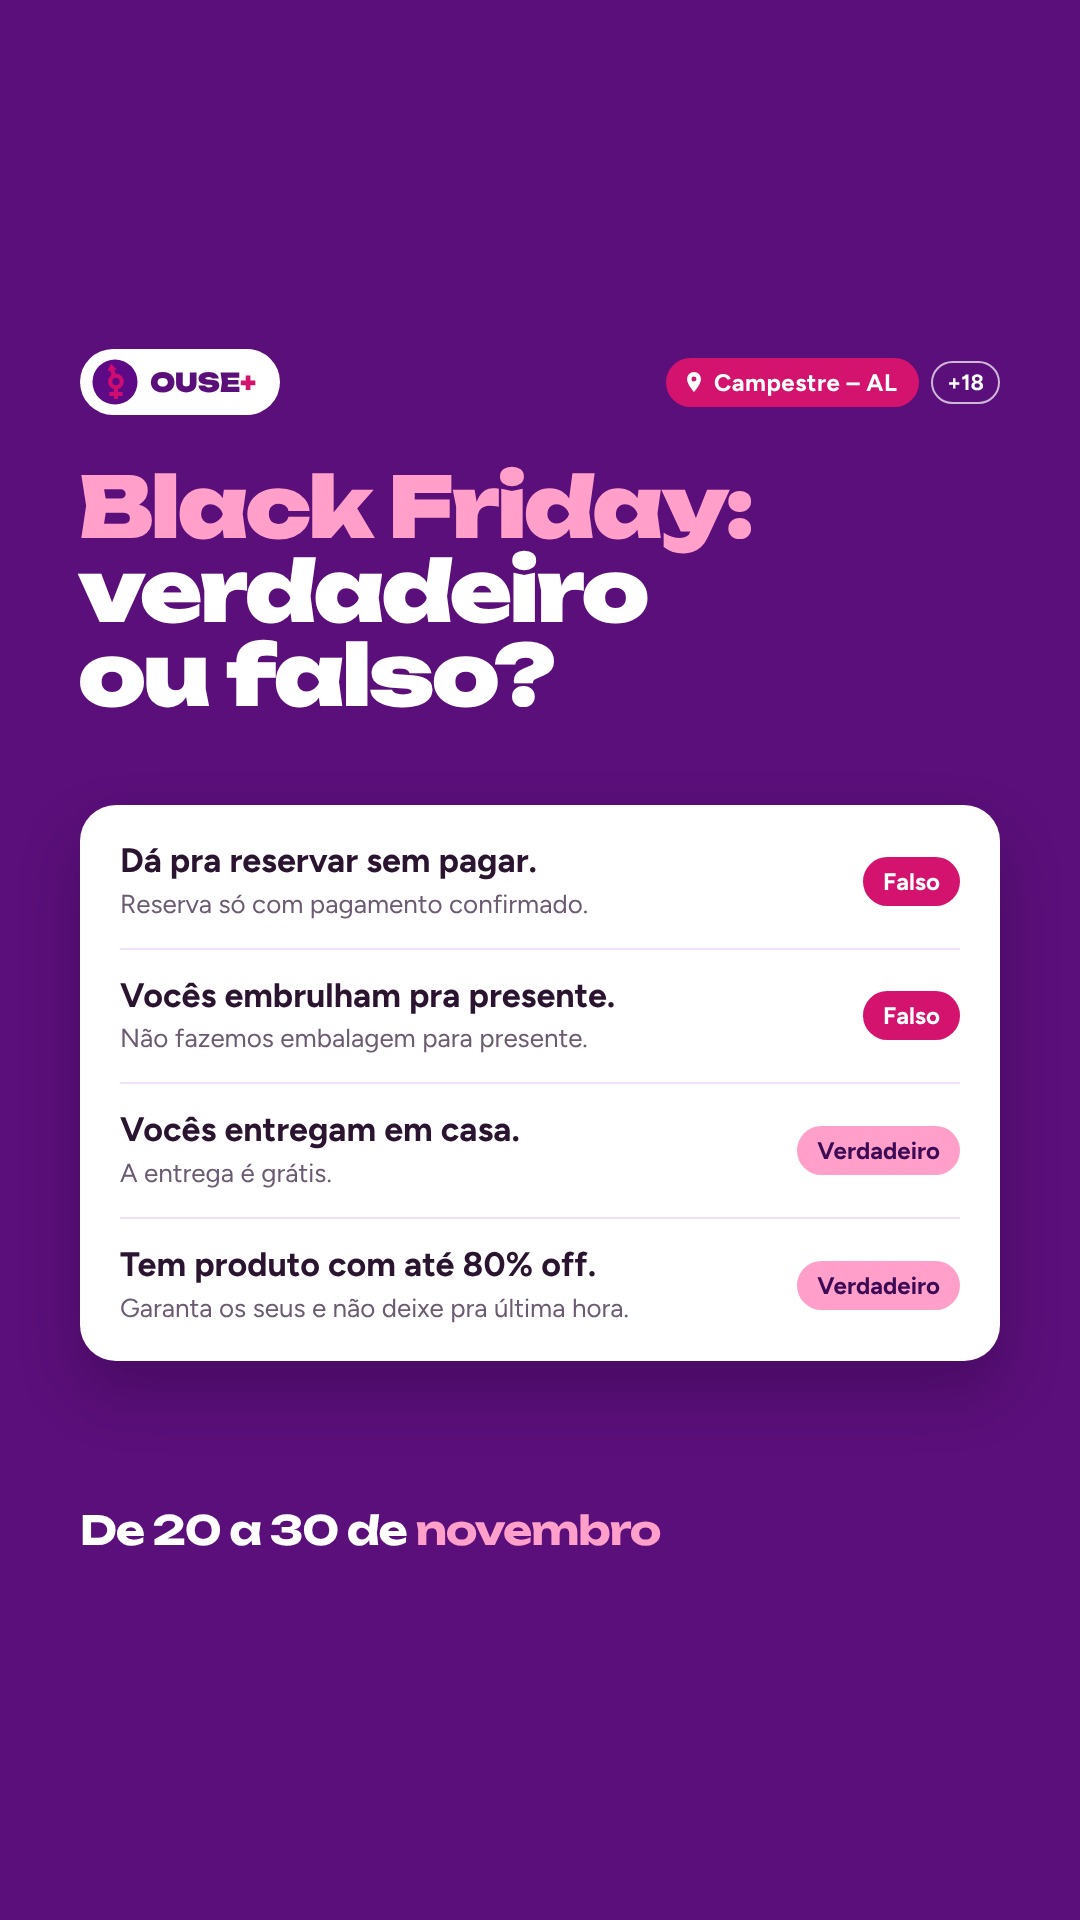 OUSE+
Campestre – AL
+18
Black Friday:
verdadeiro
ou falso?
Dá pra reservar sem pagar.
Reserva só com pagamento confirmado.
Falso
Vocês embrulham pra presente.
Não fazemos embalagem para presente.
Falso
Vocês entregam em casa.
A entrega é grátis.
Verdadeiro
Tem produto com até 80% off.
Garanta os seus e não deixe pra última hora.
Verdadeiro
De 20 a 30 de novembro